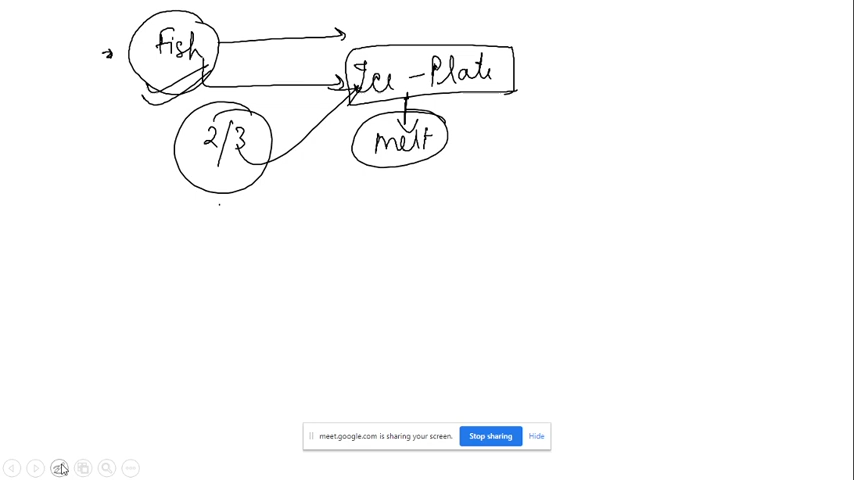 Fish
Ice - Plate
2/3
melt
meet.google.com is sharing your screen.
Stop sharing
Hide